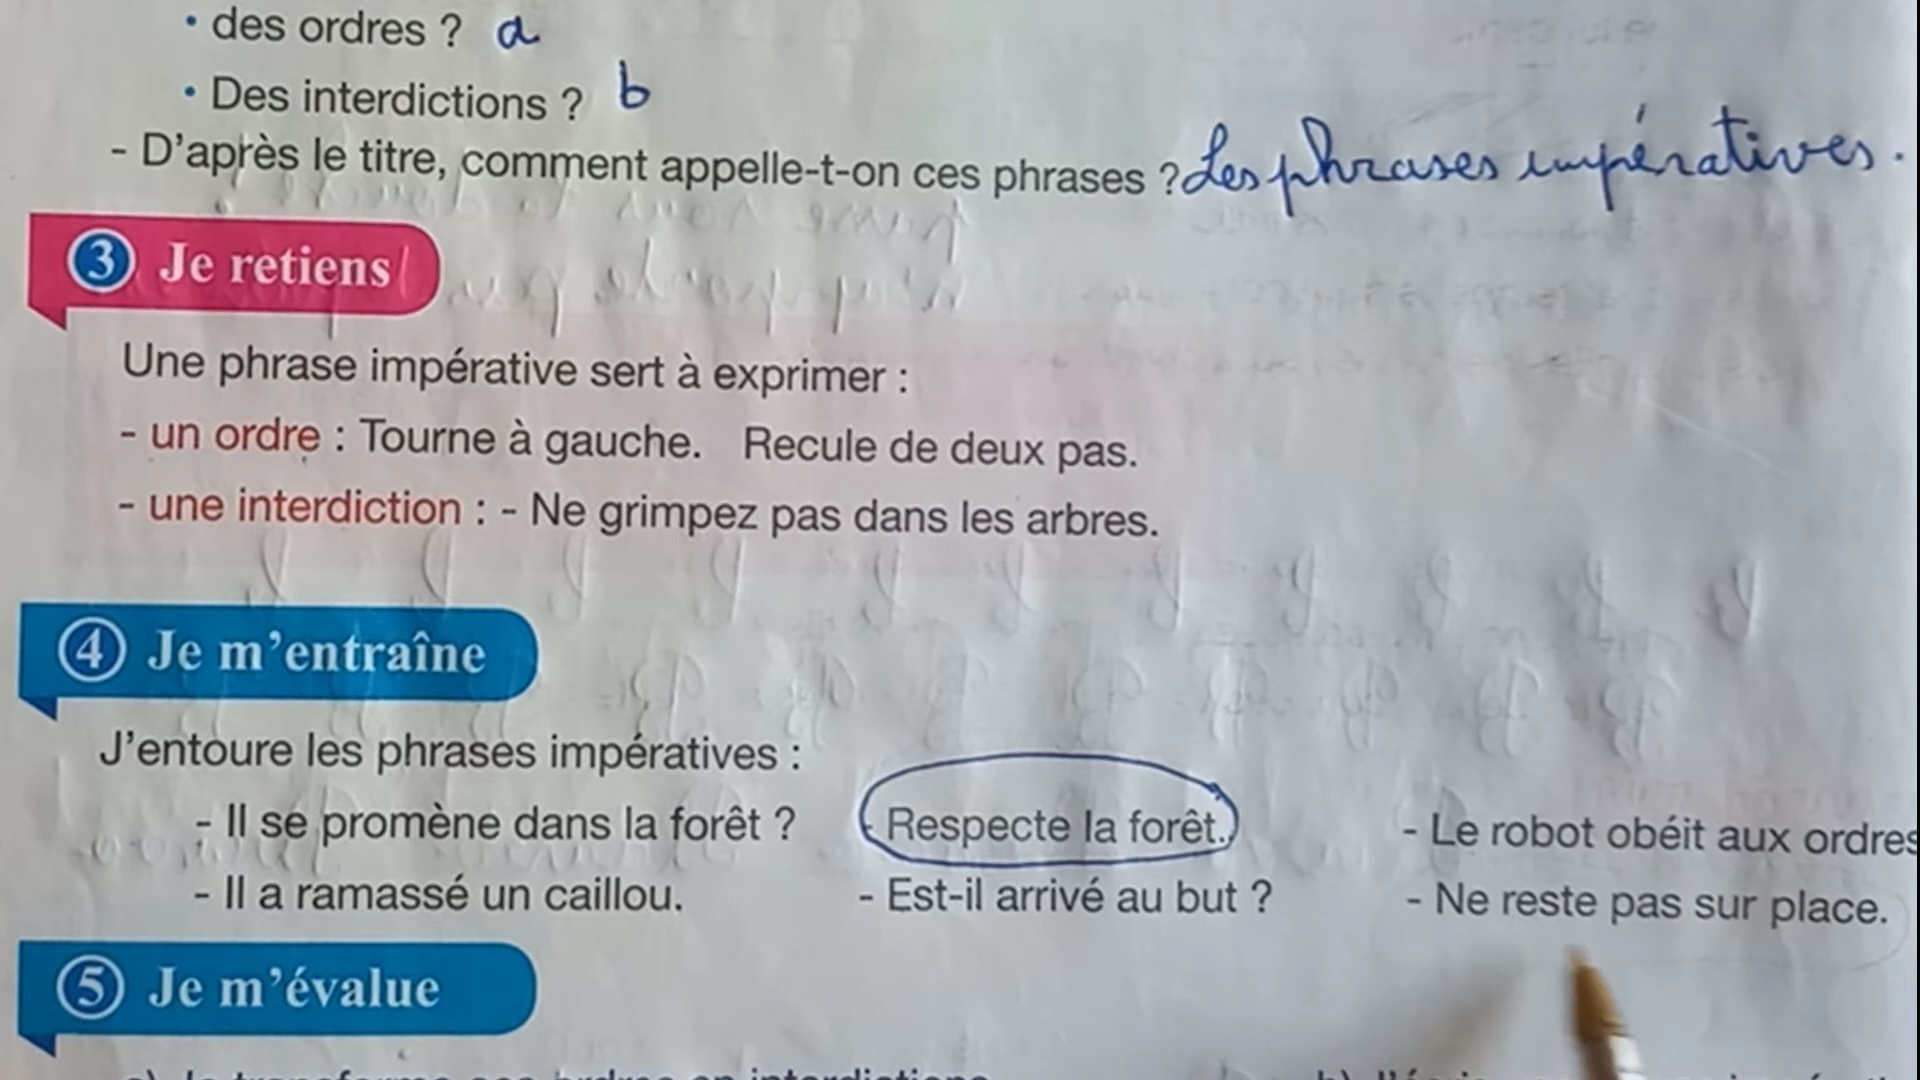 • des ordres ? a
• Des interdictions ? b
- D'après le titre, comment appelle-t-on ces phrases ? Les phrases impératives.
3 Je retiens
Une phrase impérative sert à exprimer :
- un ordre : Tourne à gauche. Recule de deux pas.
- une interdiction : - Ne grimpez pas dans les arbres.
4 Je m'entraîne
J'entoure les phrases impératives :
- Il se promène dans la forêt ? - Respecte la forêt. - Le robot obéit aux ordres
- Il a ramassé un caillou. - Est-il arrivé au but ? - Ne reste pas sur place.
5 Je m'évalue